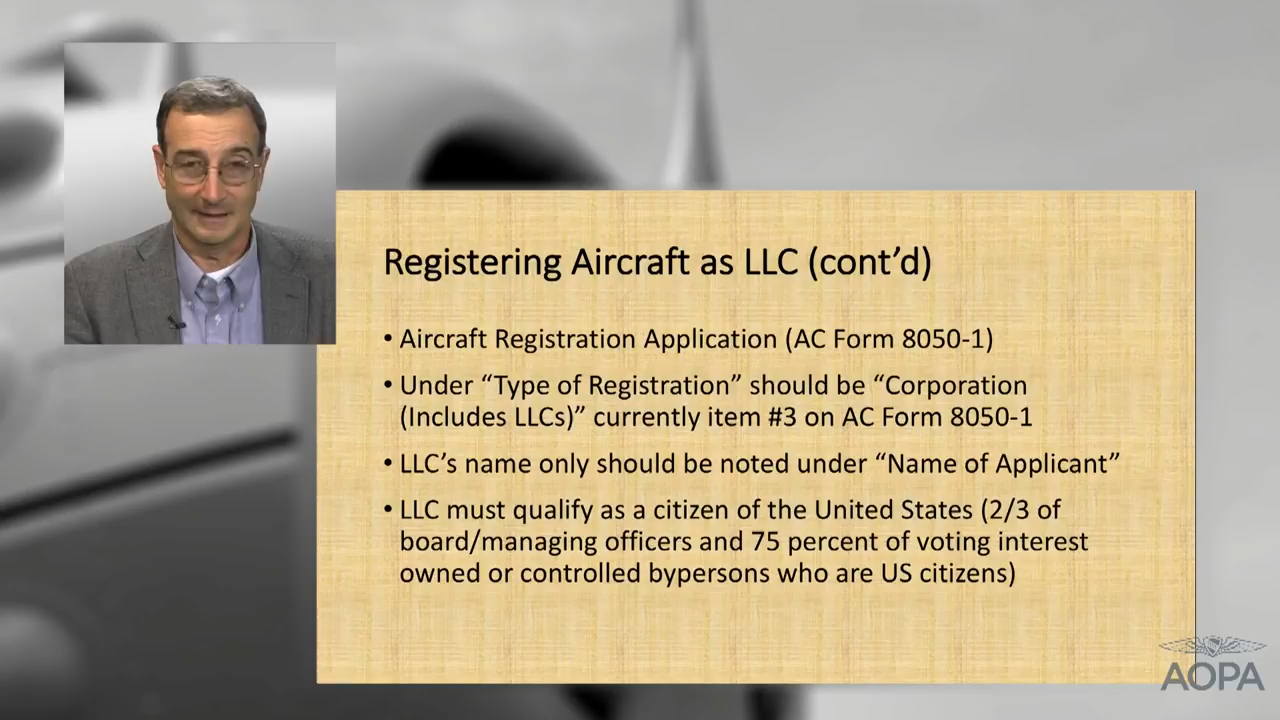 Registering Aircraft as LLC (cont’d)
• Aircraft Registration Application (AC Form 8050-1)
• Under “Type of Registration” should be “Corporation
(Includes LLCs)” currently item #3 on AC Form 8050-1
• LLC’s name only should be noted under “Name of Applicant”
• LLC must qualify as a citizen of the United States (2/3 of
board/managing officers and 75 percent of voting interest
owned or controlled bypersons who are US citizens)
AOPA